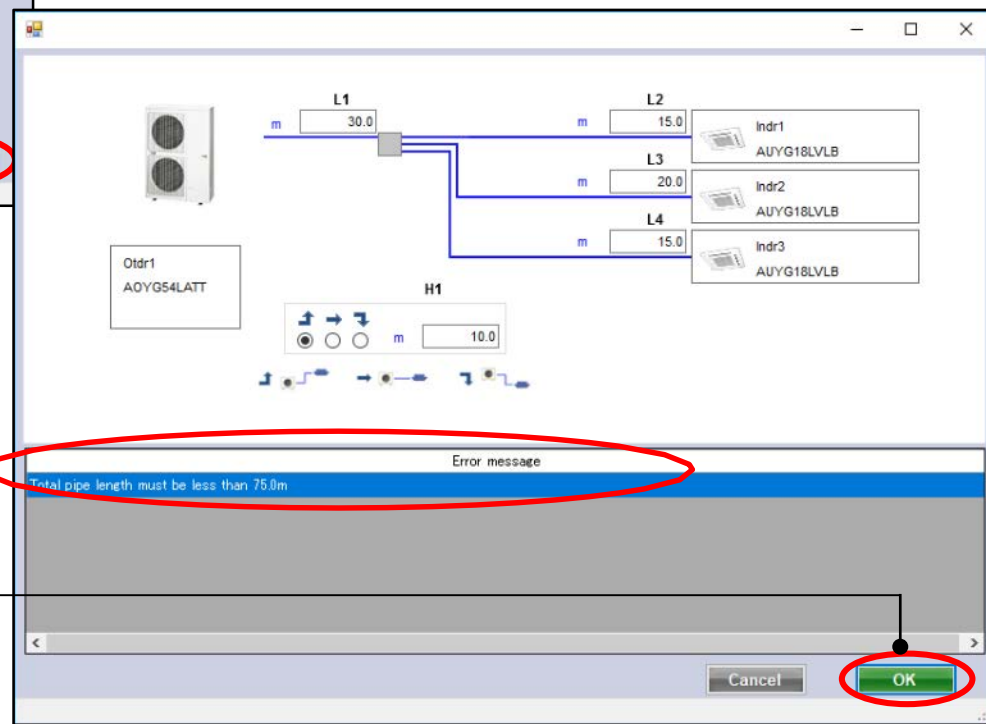 L1
m 30.0
L2
m 15.0
Indr1
AUYG18LVLB
L3
m 20.0
Indr2
AUYG18LVLB
L4
m 15.0
Indr3
AUYG18LVLB
Otdr1
AOYG54LATT
H1
m 10.0
Error message
Total pipe length must be less than 75.0m
Cancel
OK